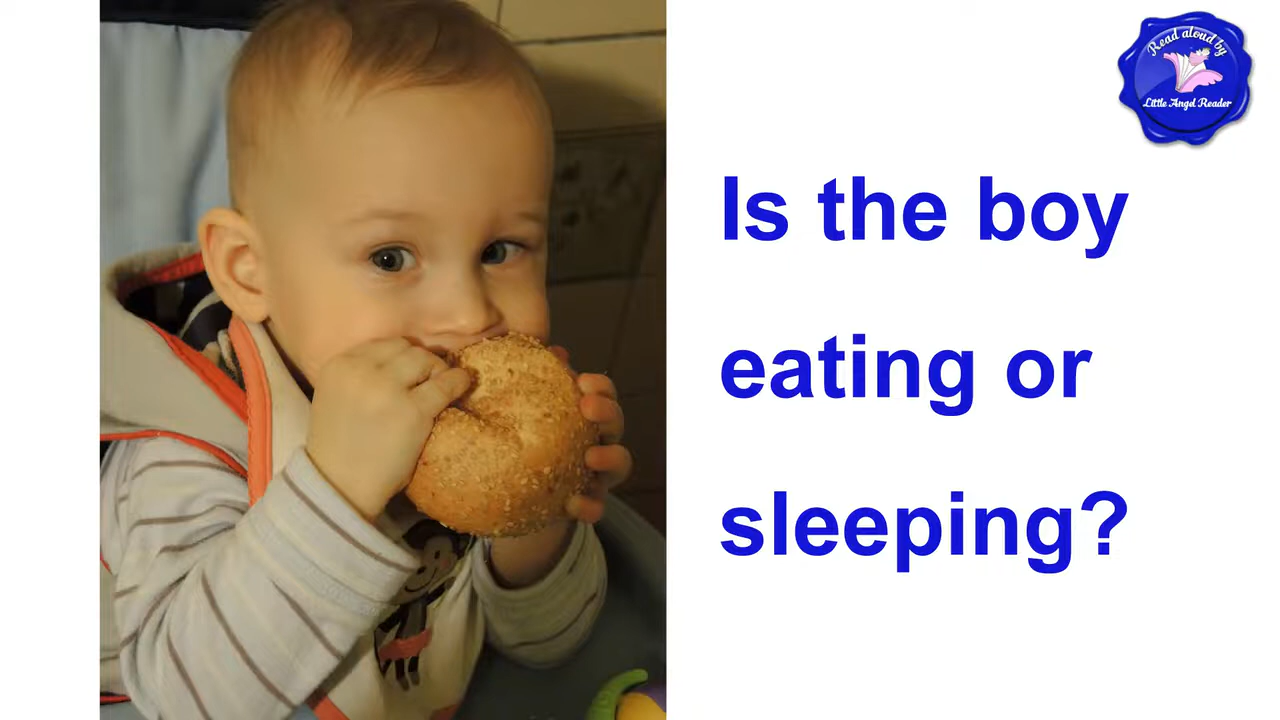 Read aloud by
Little Angel Reader
Is the boy
eating or
sleeping?